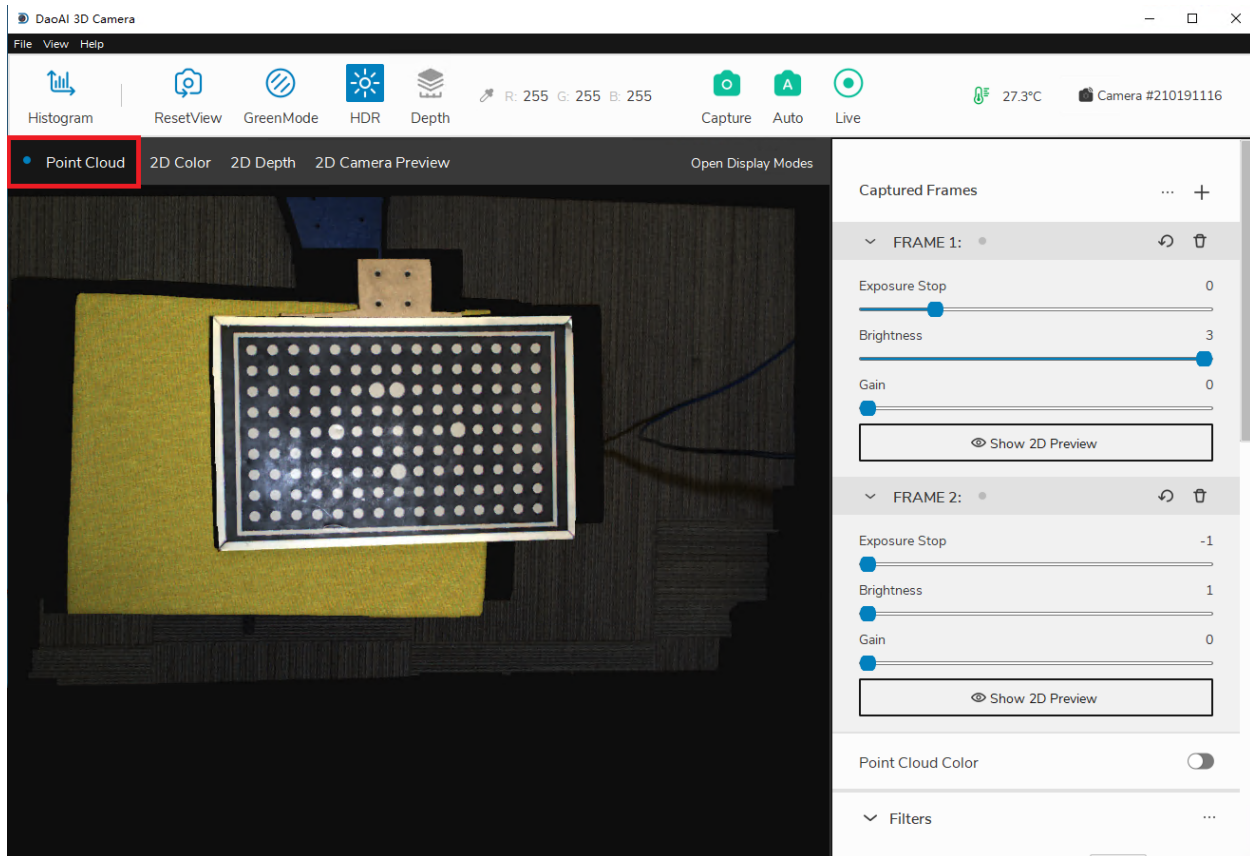 DaoAI 3D Camera
File View Help
Histogram ResetView GreenMode HDR Depth R: 255 G: 255 B: 255 Capture Auto Live 27.3°C Camera #210191116
Point Cloud 2D Color 2D Depth 2D Camera Preview Open Display Modes
Captured Frames
FRAME 1:
Exposure Stop 0
Brightness 3
Gain 0
Show 2D Preview
FRAME 2:
Exposure Stop -1
Brightness 1
Gain 0
Show 2D Preview
Point Cloud Color
Filters